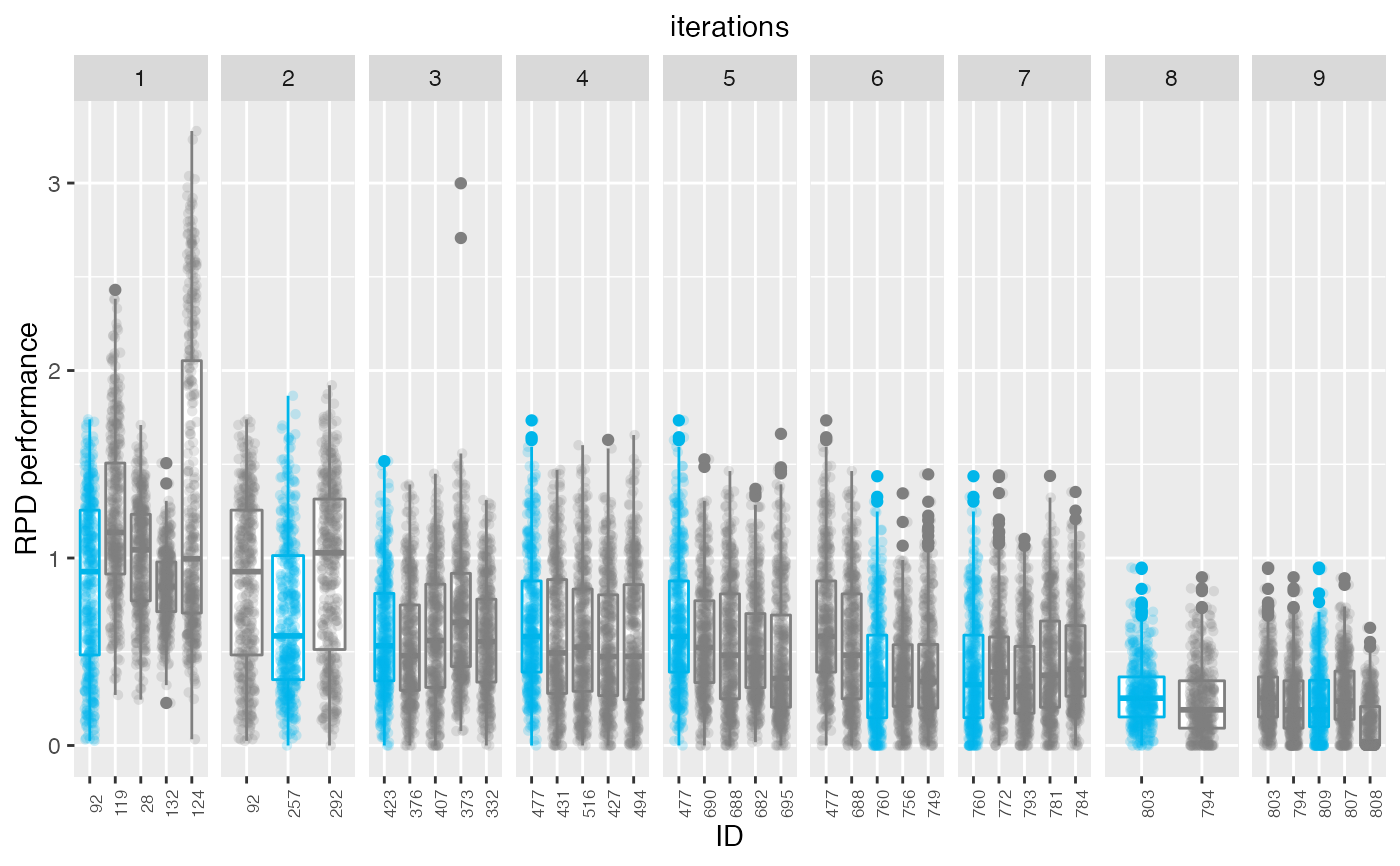 iterations
1 2 3 4 5 6 7 8 9
RPD performance
3
2
1
0
92 119 28 132 124 92 257 292 423 376 407 373 332 477 431 516 427 494 477 690 688 682 695 477 688 760 756 749 760 772 793 781 784 803 794 803 794 809 807 808
ID